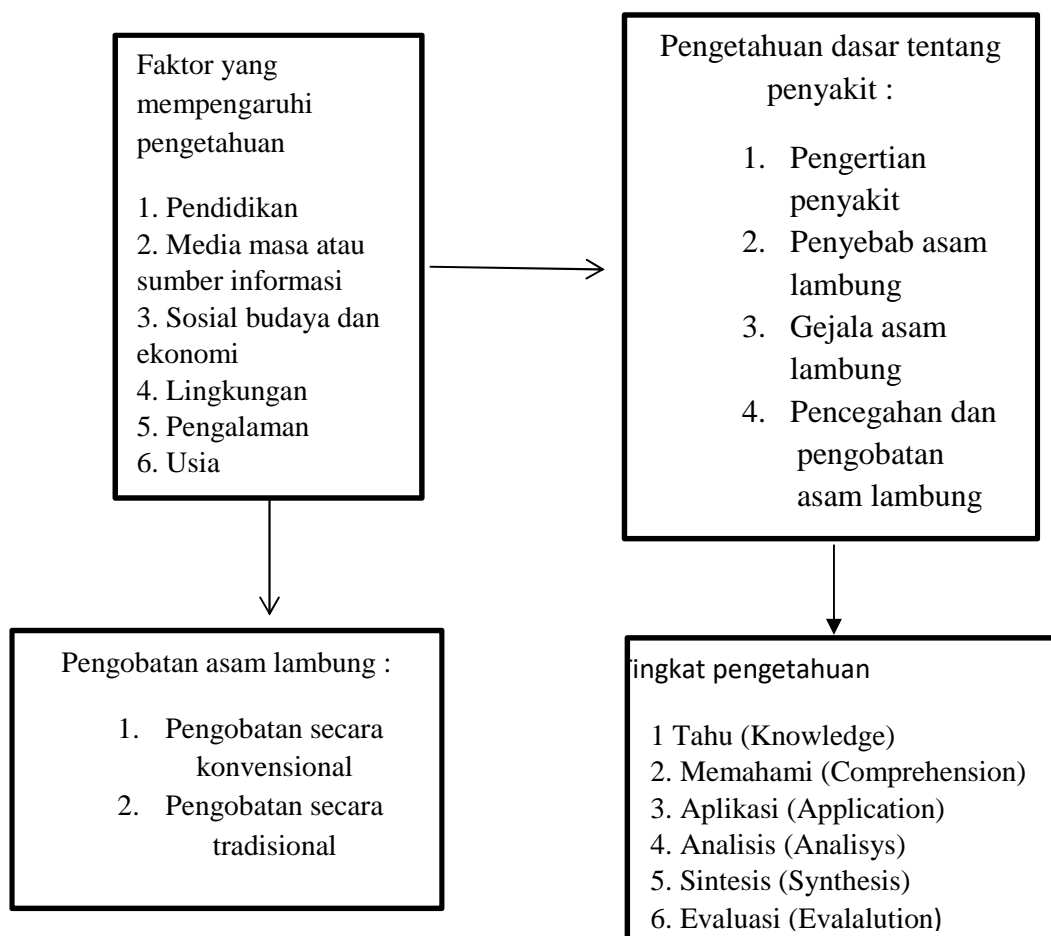 Faktor yang
mempengaruhi
pengetahuan
1. Pendidikan
2. Media masa atau
sumber informasi
3. Sosial budaya dan
ekonomi
4. Lingkungan
5. Pengalaman
6. Usia
Pengetahuan dasar tentang
penyakit :
1. Pengertian
penyakit
2. Penyebab asam
lambung
3. Gejala asam
lambung
4. Pencegahan dan
pengobatan
asam lambung
Pengobatan asam lambung :
1. Pengobatan secara
konvensional
2. Pengobatan secara
tradisional
Tingkat pengetahuan
1 Tahu (Knowledge)
2. Memahami (Comprehension)
3. Aplikasi (Application)
4. Analisis (Analisys)
5. Sintesis (Synthesis)
6. Evaluasi (Evalalution)